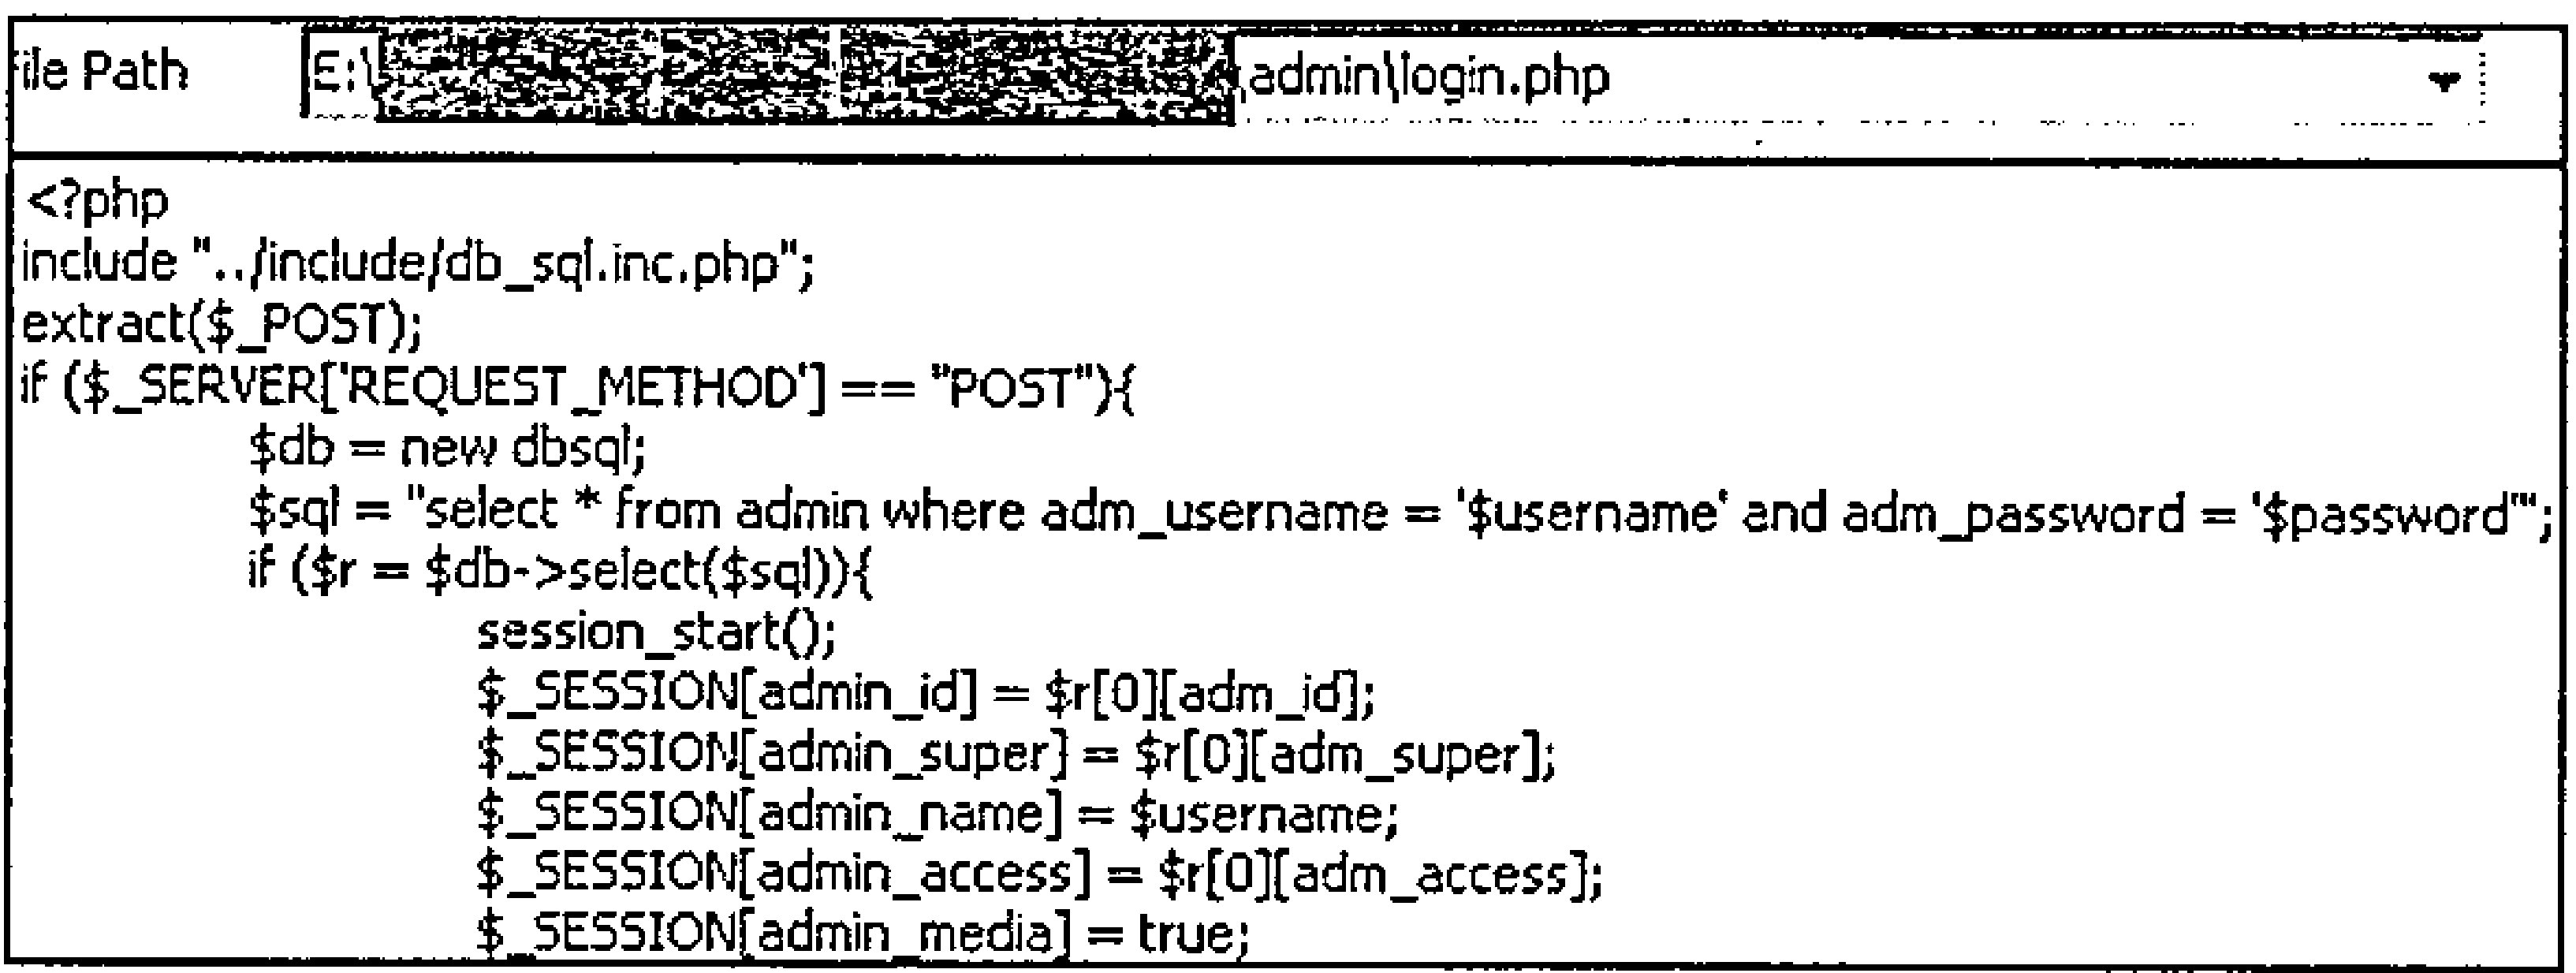 File Path E:\ \admin\login.php
<?php
include "../include/db_sql.inc.php";
extract($_POST);
if ($_SERVER['REQUEST_METHOD'] == "POST"){
$db = new dbsql;
$sql = "select * from admin where adm_username = '$username' and adm_password = '$password'";
if ($r = $db->select($sql)){
session_start();
$_SESSION[admin_id] = $r[0][adm_id];
$_SESSION[admin_super] = $r[0][adm_super];
$_SESSION[admin_name] = $username;
$_SESSION[admin_access] = $r[0][adm_access];
$_SESSION[admin_media] = true;